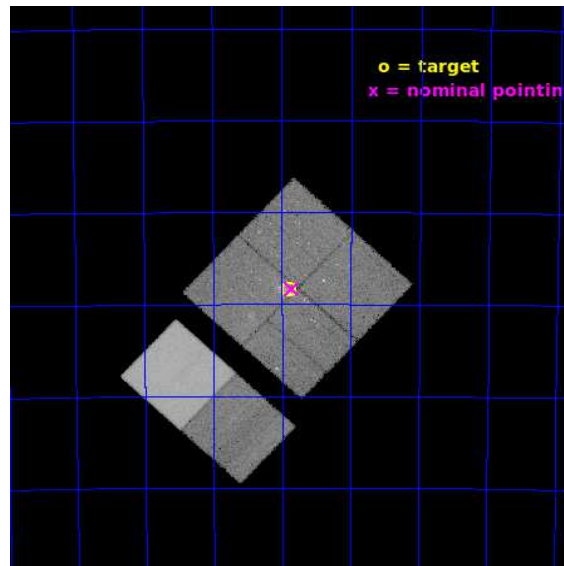 o = target
x = nominal pointin